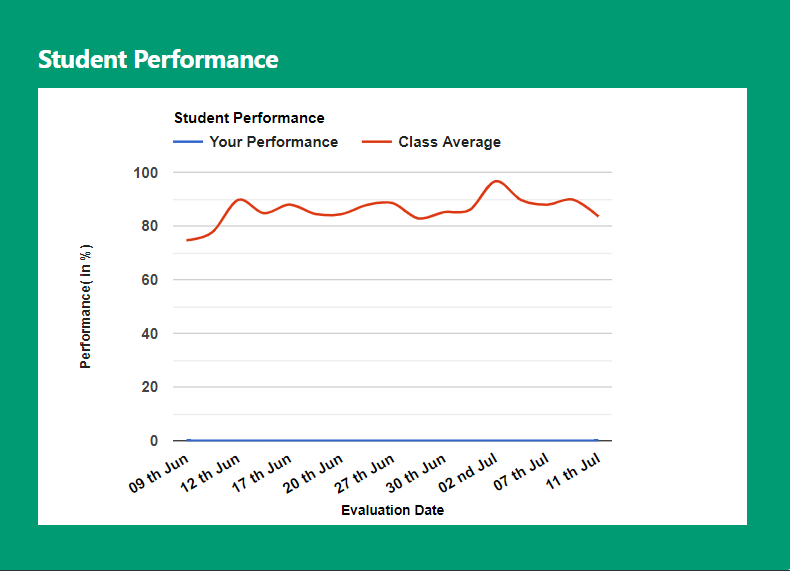 Student Performance
Student Performance
Your Performance Class Average
100
80
60
40
20
0
Performance( in %)
09 th Jun 12 th Jun 17 th Jun 20 th Jun 27 th Jun 30 th Jun 02 nd Jul 07 th Jul 11 th Jul
Evaluation Date